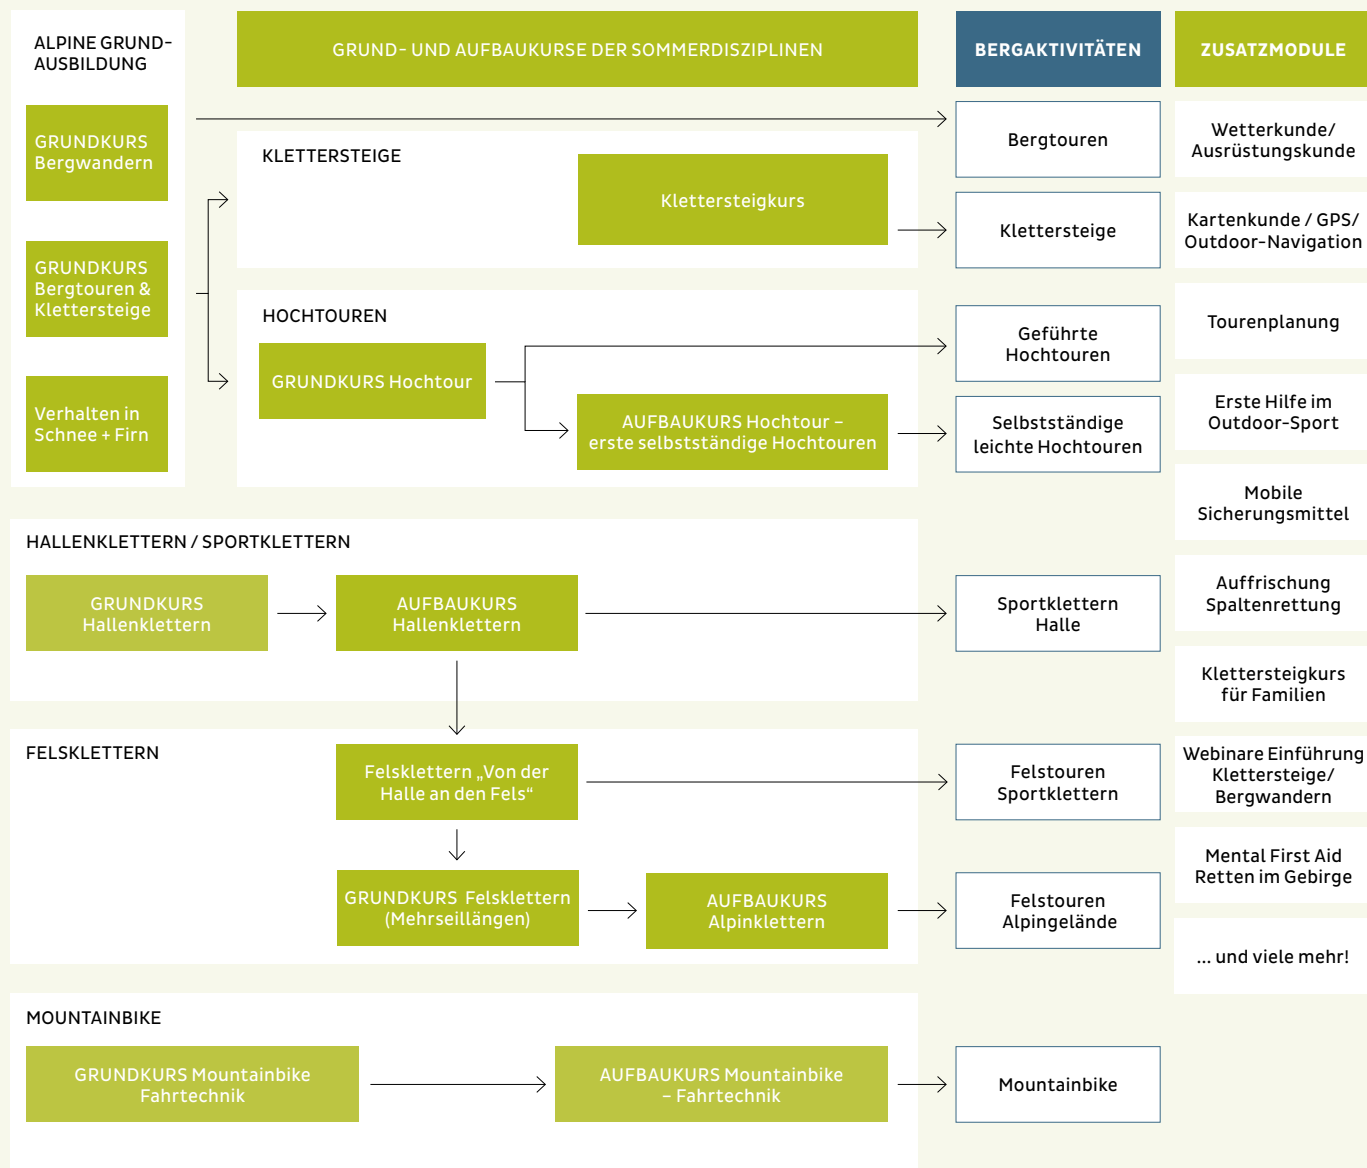 ALPINE GRUND-
AUSBILDUNG
GRUND- UND AUFBAUKURSE DER SOMMERDISZIPLINEN
BERGAKTIVITÄTEN
ZUSATZMODULE
GRUNDKURS
Bergwandern
GRUNDKURS
Bergtouren &
Klettersteige
Verhalten in
Schnee + Firn
KLETTERSTEIGE
Klettersteigkurs
HOCHTOUREN
GRUNDKURS Hochtour
AUFBAUKURS Hochtour –
erste selbstständige Hochtouren
Bergtouren
Klettersteige
Geführte
Hochtouren
Selbstständige
leichte Hochtouren
HALLENKLETTERN / SPORTKLETTERN
GRUNDKURS
Hallenklettern
AUFBAUKURS
Hallenklettern
Sportklettern
Halle
FELSKLETTERN
Felsklettern „Von der
Halle an den Fels“
GRUNDKURS Felsklettern
(Mehrseillängen)
AUFBAUKURS
Alpinklettern
Felstouren
Sportklettern
Felstouren
Alpingelände
MOUNTAINBIKE
GRUNDKURS Mountainbike
Fahrtechnik
AUFBAUKURS Mountainbike
– Fahrtechnik
Mountainbike
Wetterkunde/
Ausrüstungskunde
Kartenkunde / GPS/
Outdoor-Navigation
Tourenplanung
Erste Hilfe im
Outdoor-Sport
Mobile
Sicherungsmittel
Auffrischung
Spaltenrettung
Klettersteigkurs
für Familien
Webinare Einführung
Klettersteige/
Bergwandern
Mental First Aid
Retten im Gebirge
... und viele mehr!